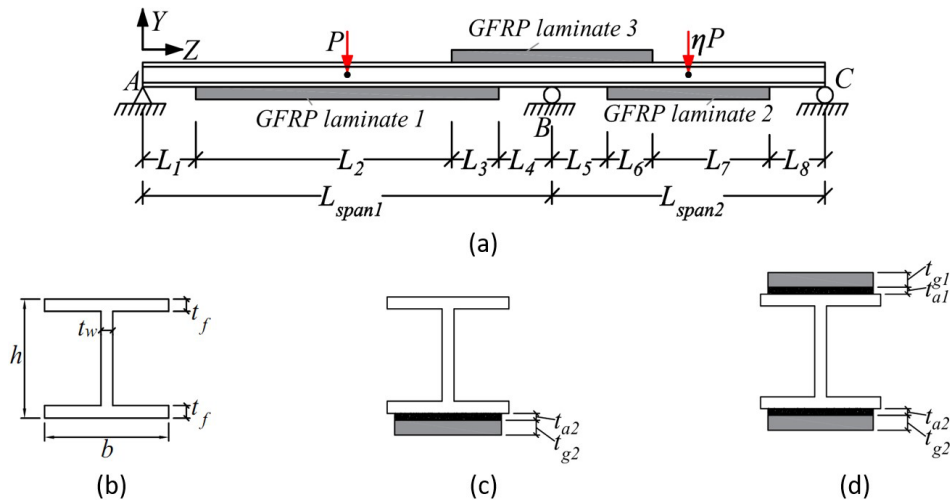 (a)
Y
Z
P
GFRP laminate 3
ηP
A
C
GFRP laminate 1
B
GFRP laminate 2
L1 L2 L3 L4 L5 L6 L7 L8
Lspan1 Lspan2
(a)
tw
tf
h
tf
b
(b)
ta2
tg2
(c)
tg1
ta1
ta2
tg2
(d)